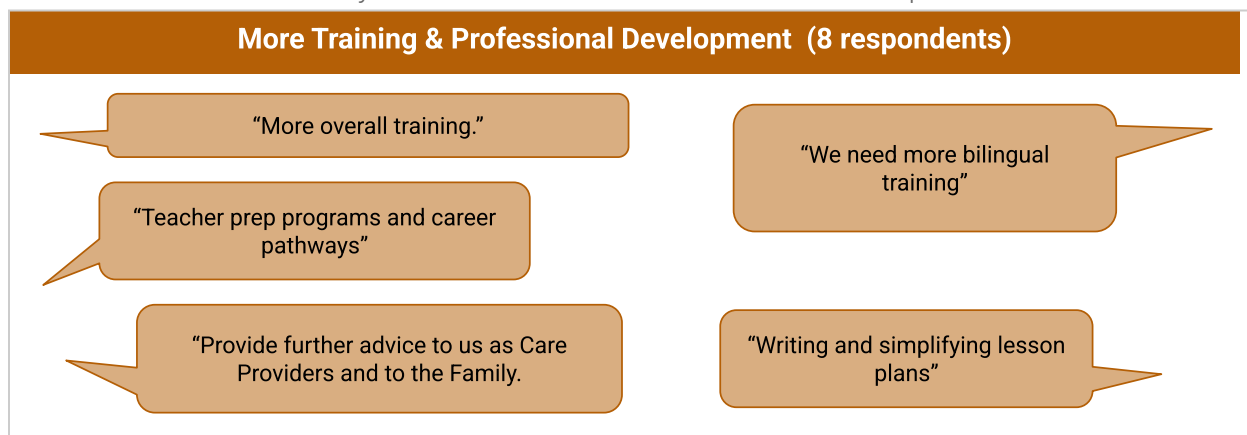 More Training & Professional Development (8 respondents)
“More overall training.”
“We need more bilingual
training”
“Teacher prep programs and career
pathways”
“Provide further advice to us as Care
Providers and to the Family.
“Writing and simplifying lesson
plans”